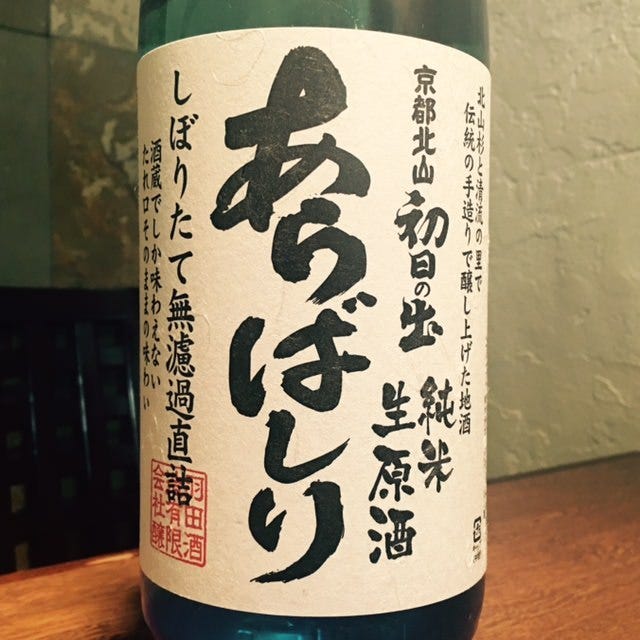 北山杉と清流の里で
伝統の手造りで醸し上げた地酒
京都北山
初日の出
純米
生原酒
あらばしり
しぼりたて無濾過直詰
酒蔵でしか味わえない
たれ口そのままの味わい
羽田酒
有限
会社醸